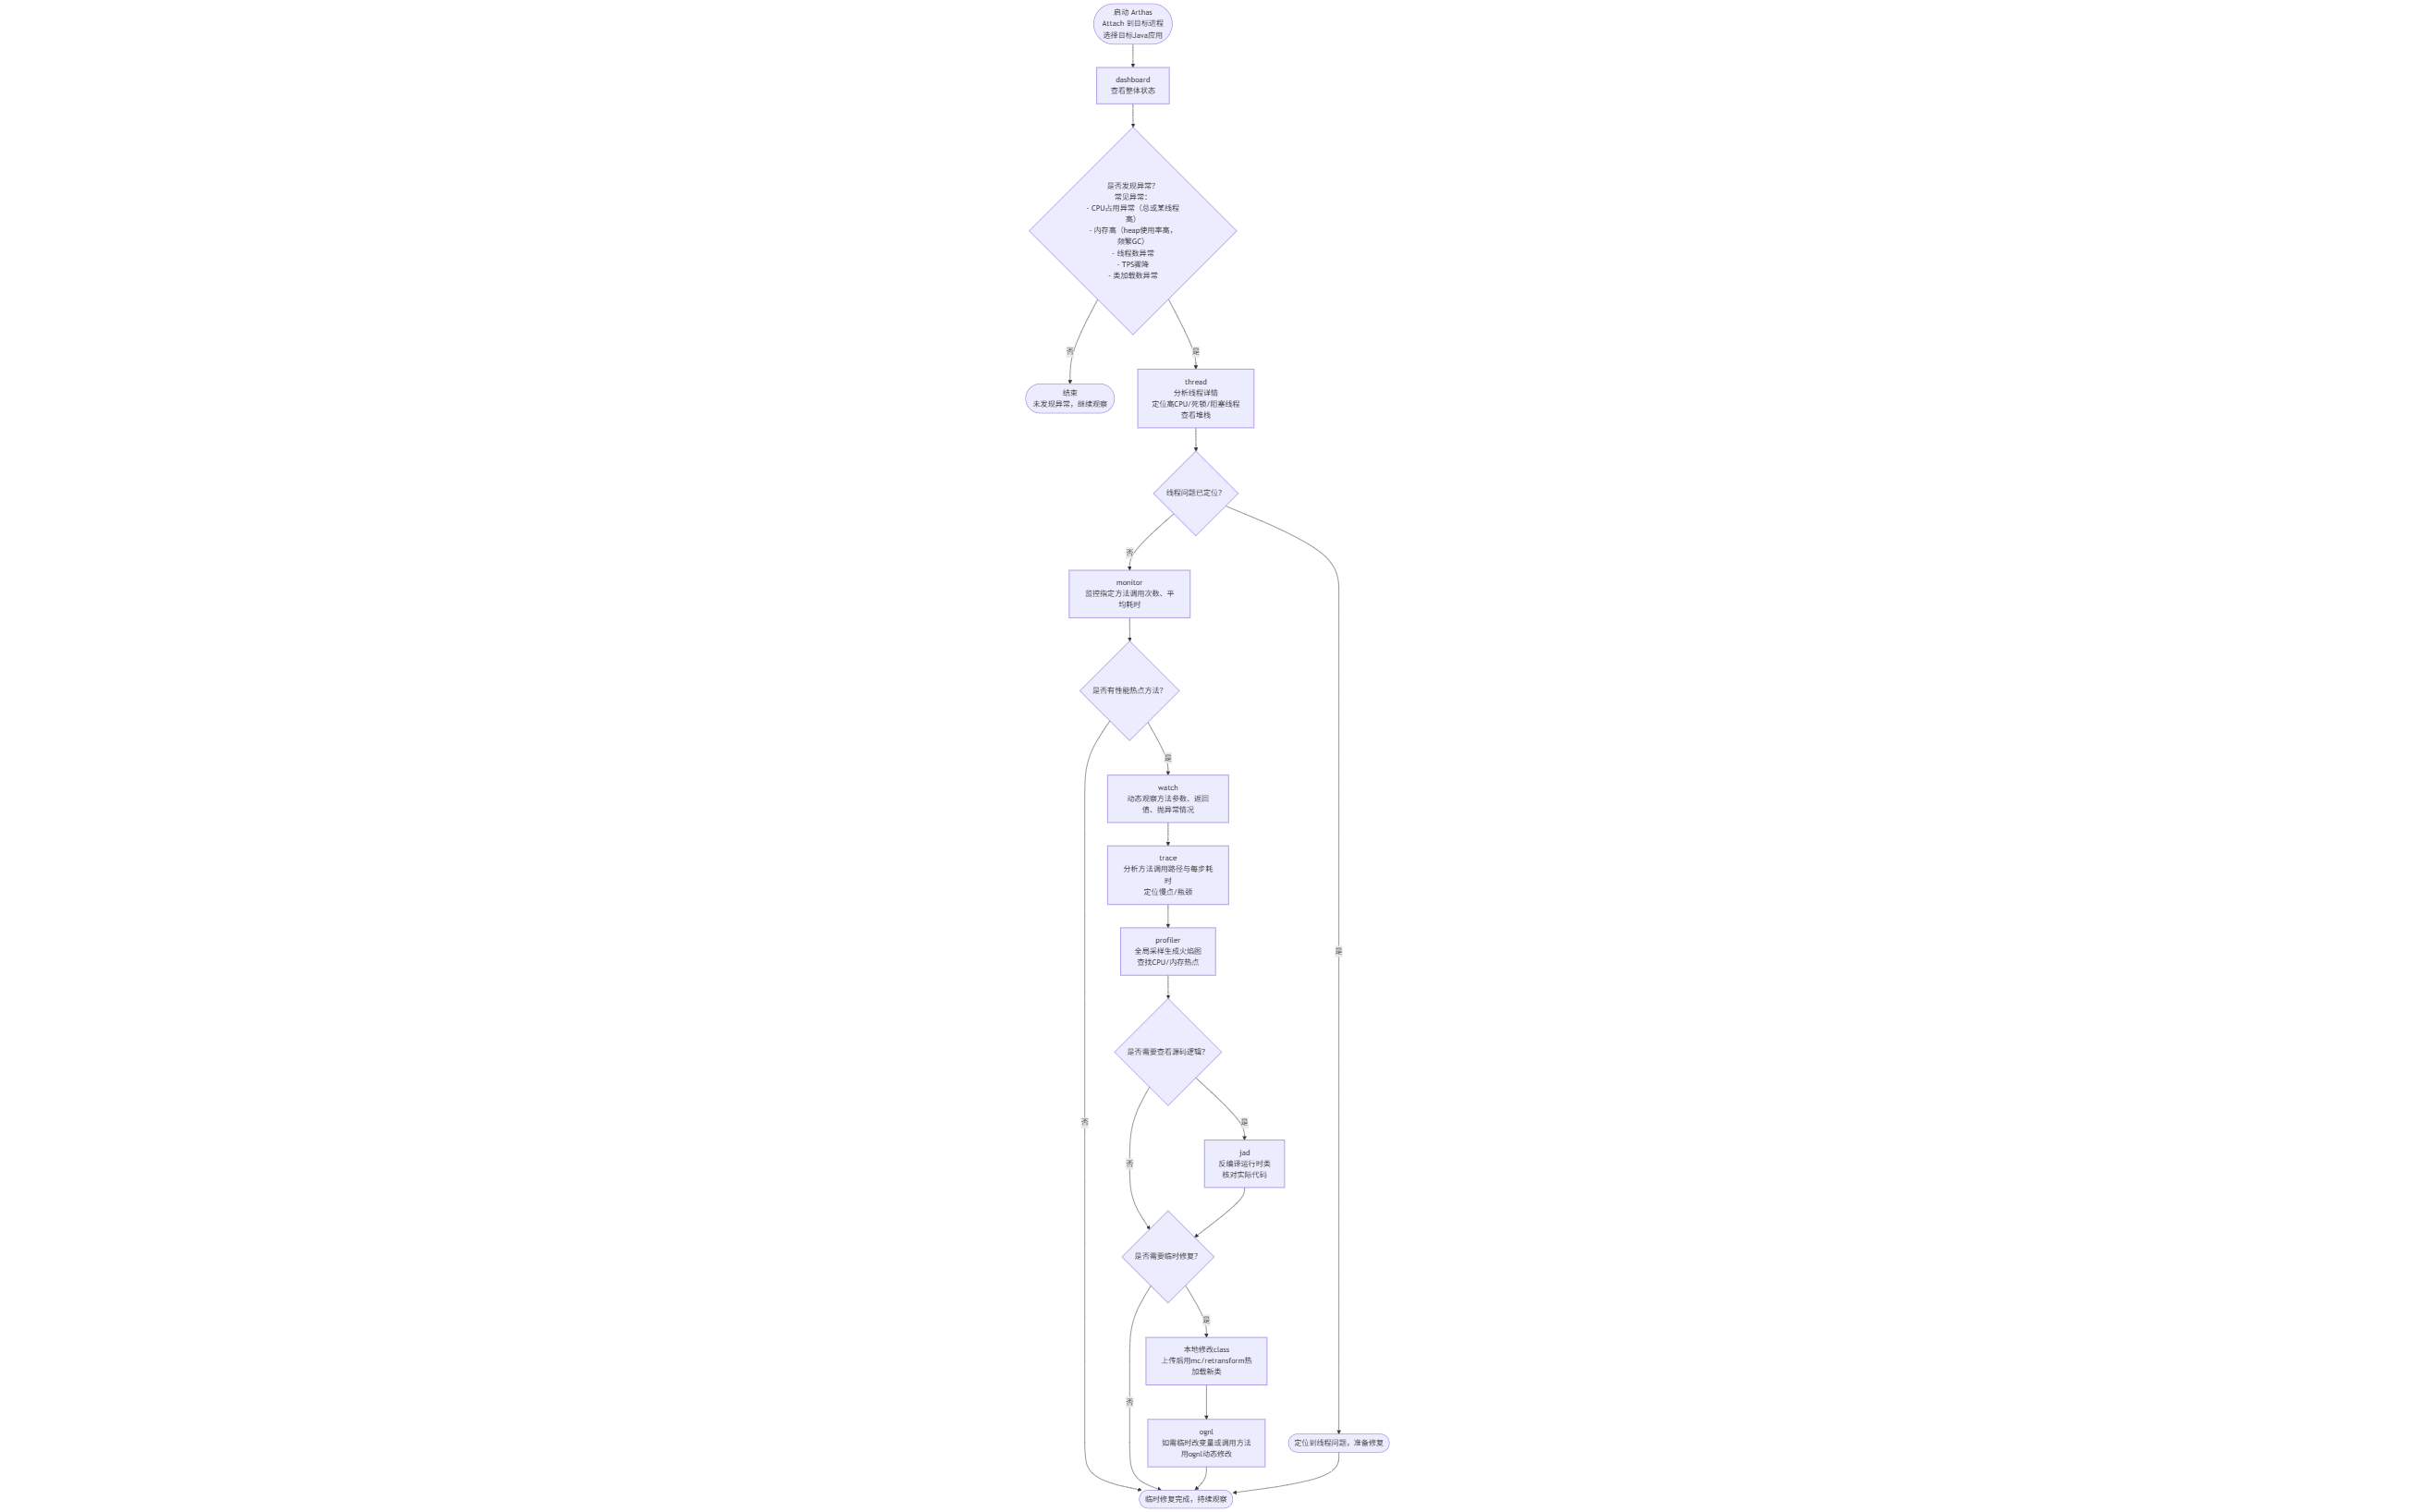 启动 Arthas
Attach 到目标进程
选择目标Java应用
dashboard
查看整体状态
是否发现异常？
常见异常：
- CPU占用异常（总或某线程
高）
- 内存高（heap使用率高，
频繁GC）
- 线程数异常
- TPS骤降
- 类加载数异常
否
是
结束
未发现异常，继续观察
thread
分析线程详情
定位高CPU/死锁/阻塞线程
查看堆栈
线程问题已定位？
否
monitor
监控指定方法调用次数、平
均耗时
是否有性能热点方法？
是
watch
动态观察方法参数、返回
值、抛异常情况
trace
分析方法调用路径与每步耗
时
定位慢点/瓶颈
profiler
全局采样生成火焰图
查找CPU/内存热点
是
是否需要查看源码逻辑？
否
是
否
jad
反编译运行时类
核对实际代码
是否需要临时修复？
是
本地修改class
上传后用mc/retransform热
加载新类
否
ognl
如需临时改变量或调用方法
用ognl动态修改
定位到线程问题，准备修复
临时修复完成，持续观察